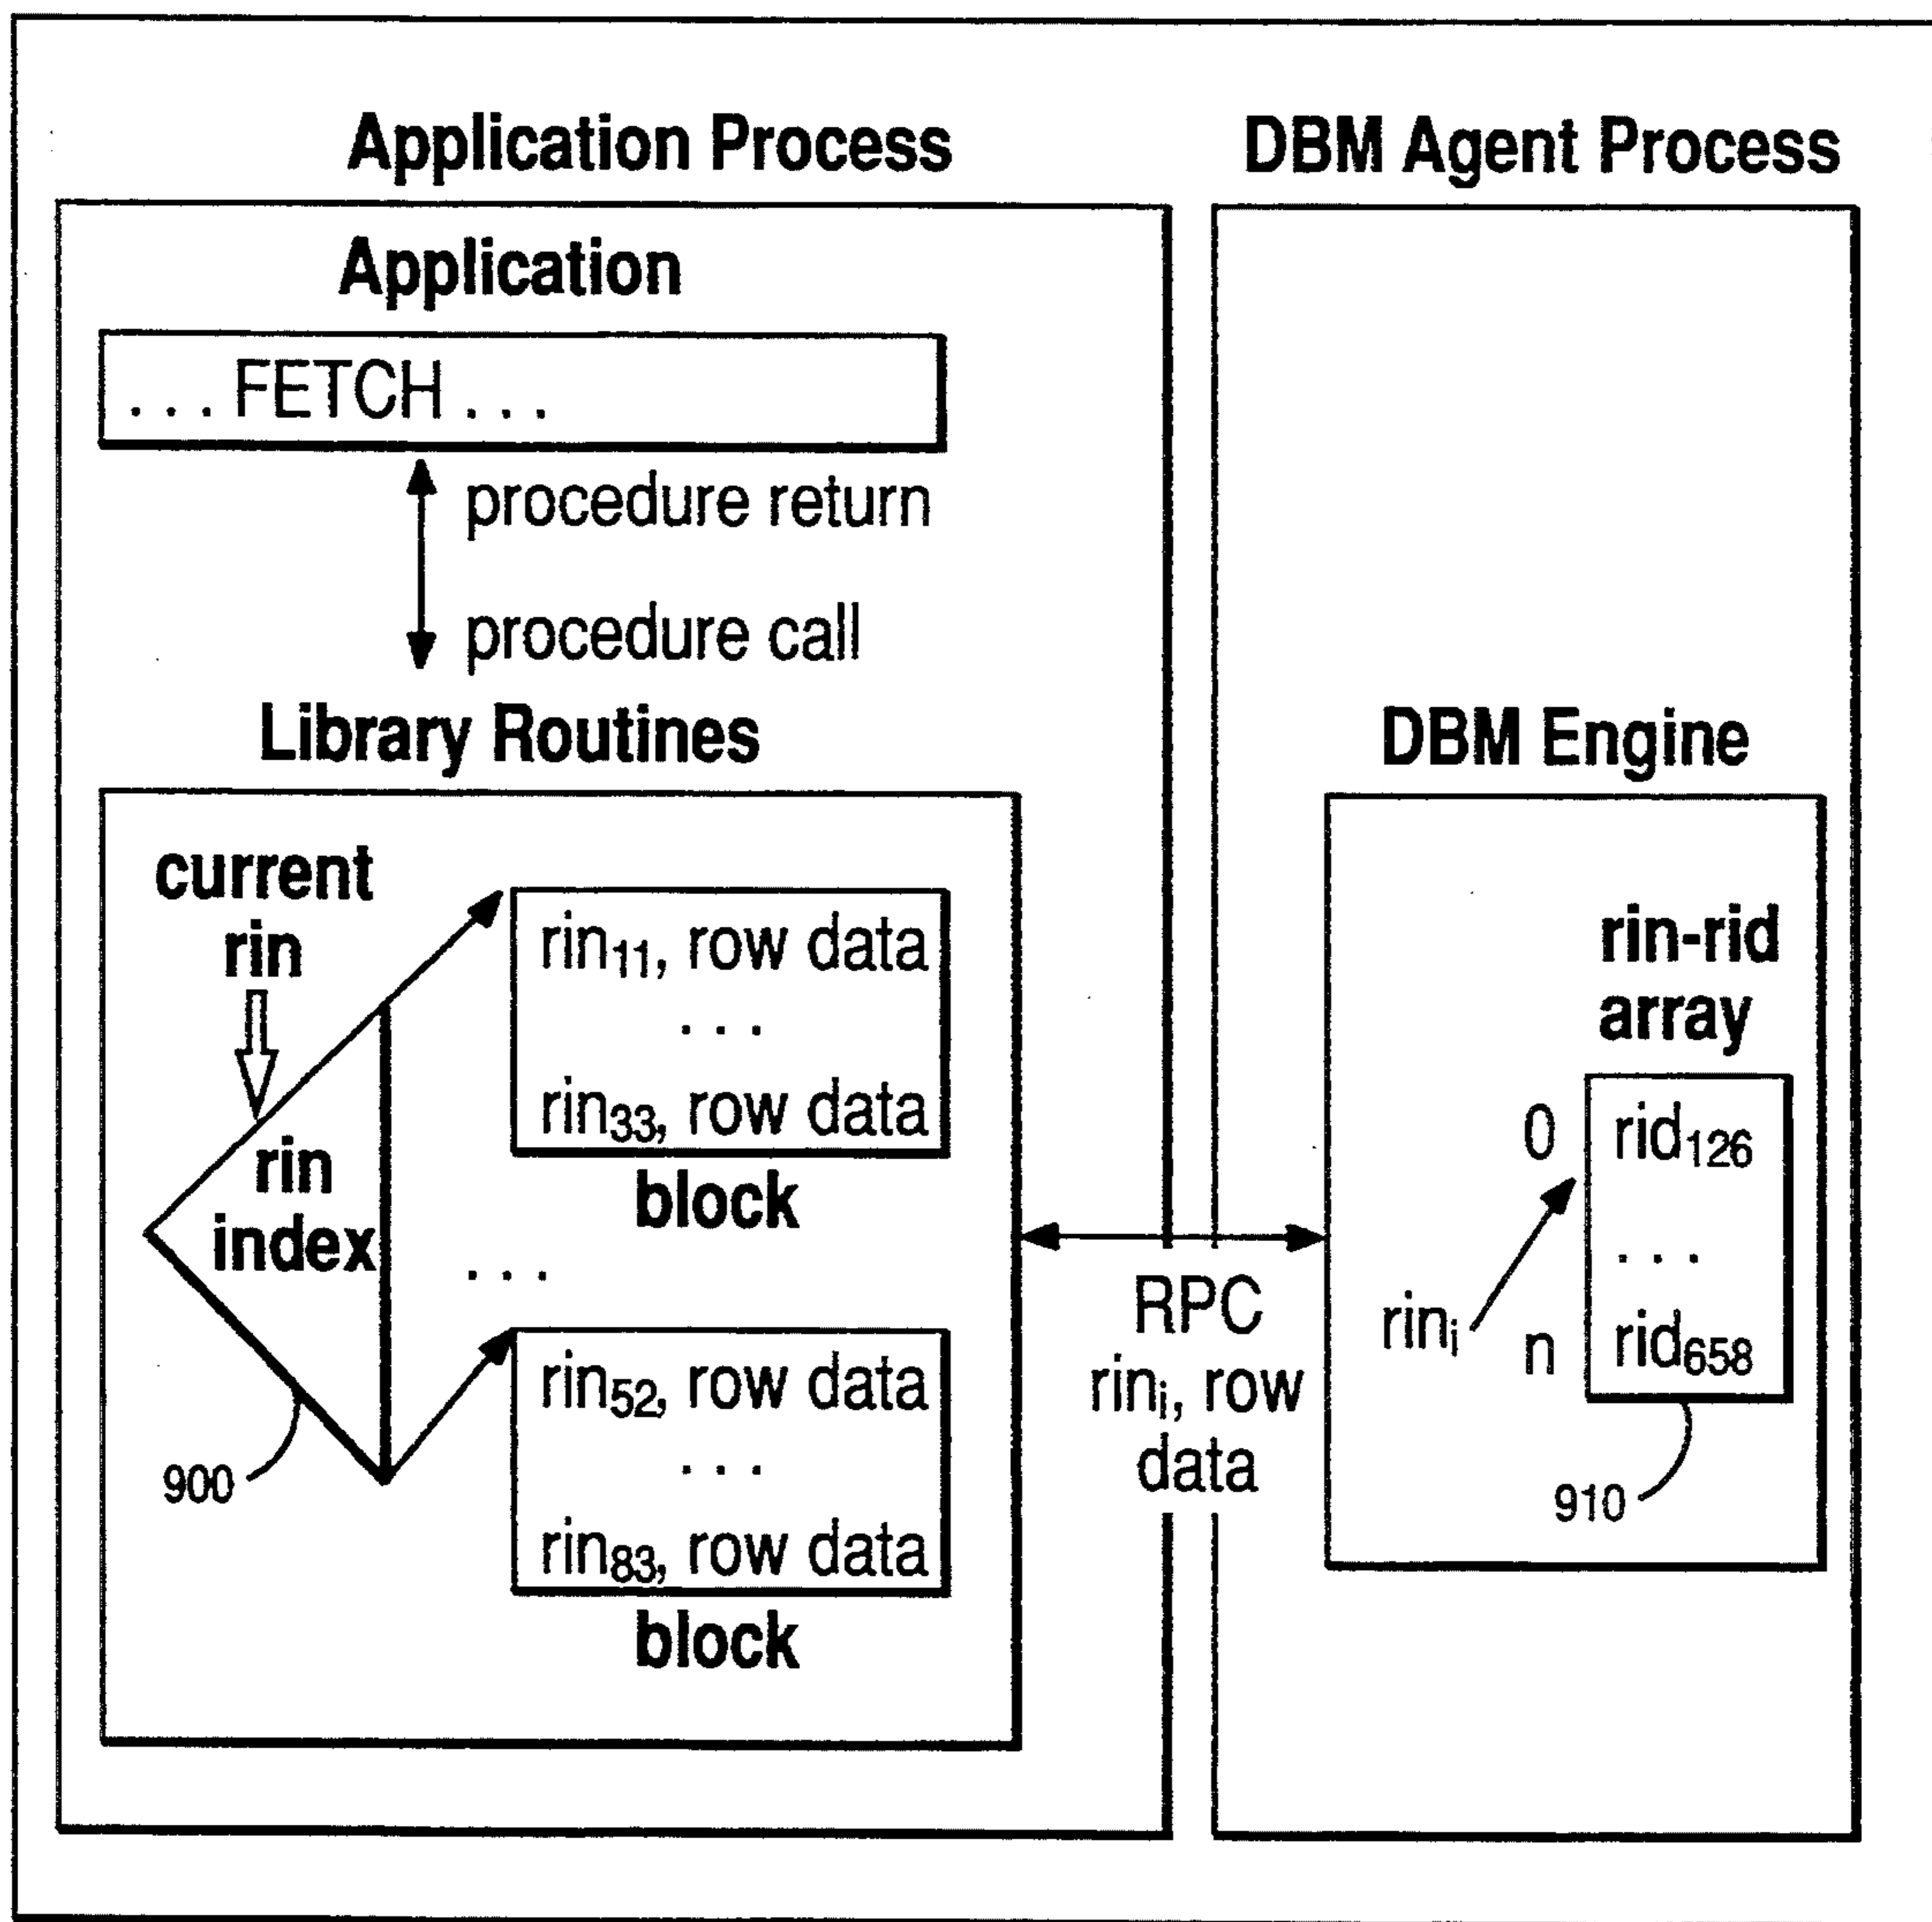 Application Process
Application
... FETCH ...
procedure return
procedure call
Library Routines
current
rin
rin
index
900
rin₁₁, row data
...
rin₃₃, row data
block
...
rin₅₂, row data
...
rin₈₃, row data
block
RPC
rinᵢ, row
data
DBM Agent Process
DBM Engine
rin-rid
array
0
rid₁₂₆
...
rinᵢ
n
rid₆₅₈
910